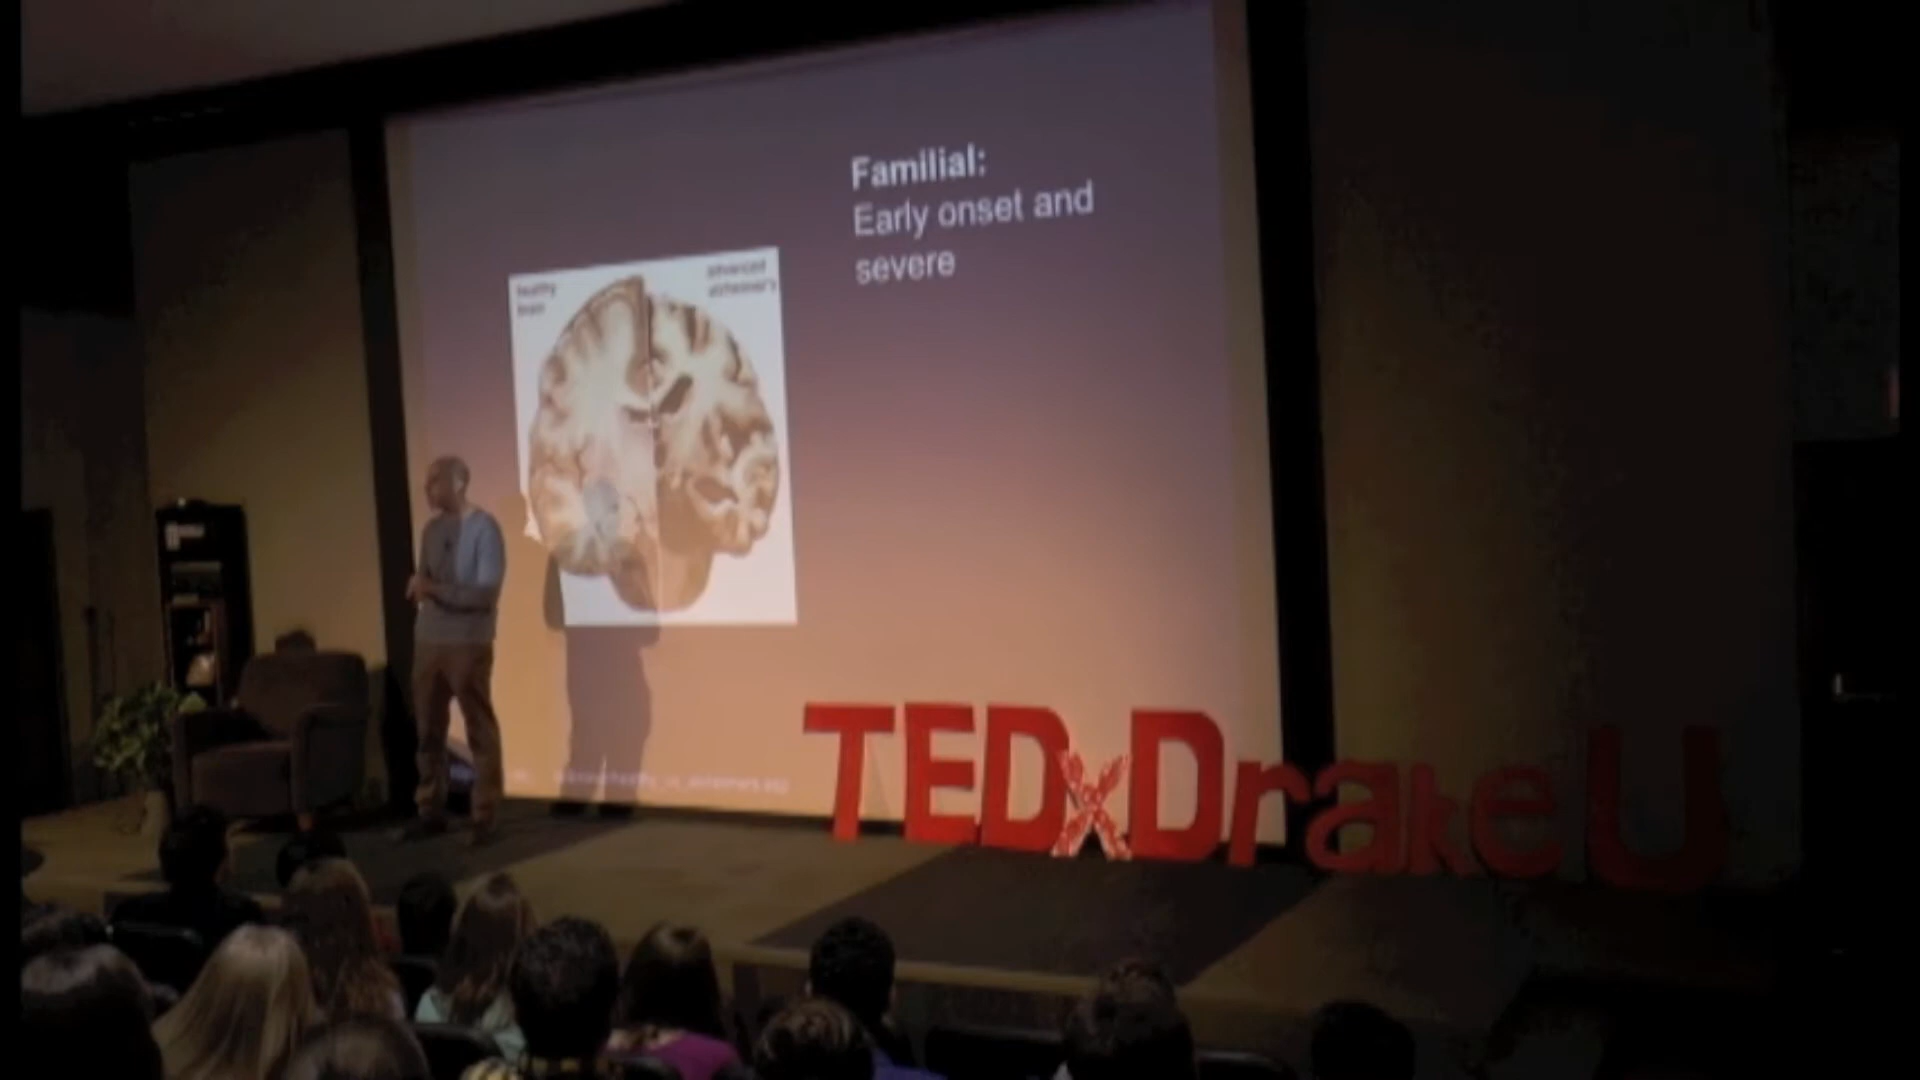 Familial:
Early onset and
severe
healthy
brain
advanced
alzheimer's
TEDxDrakeU